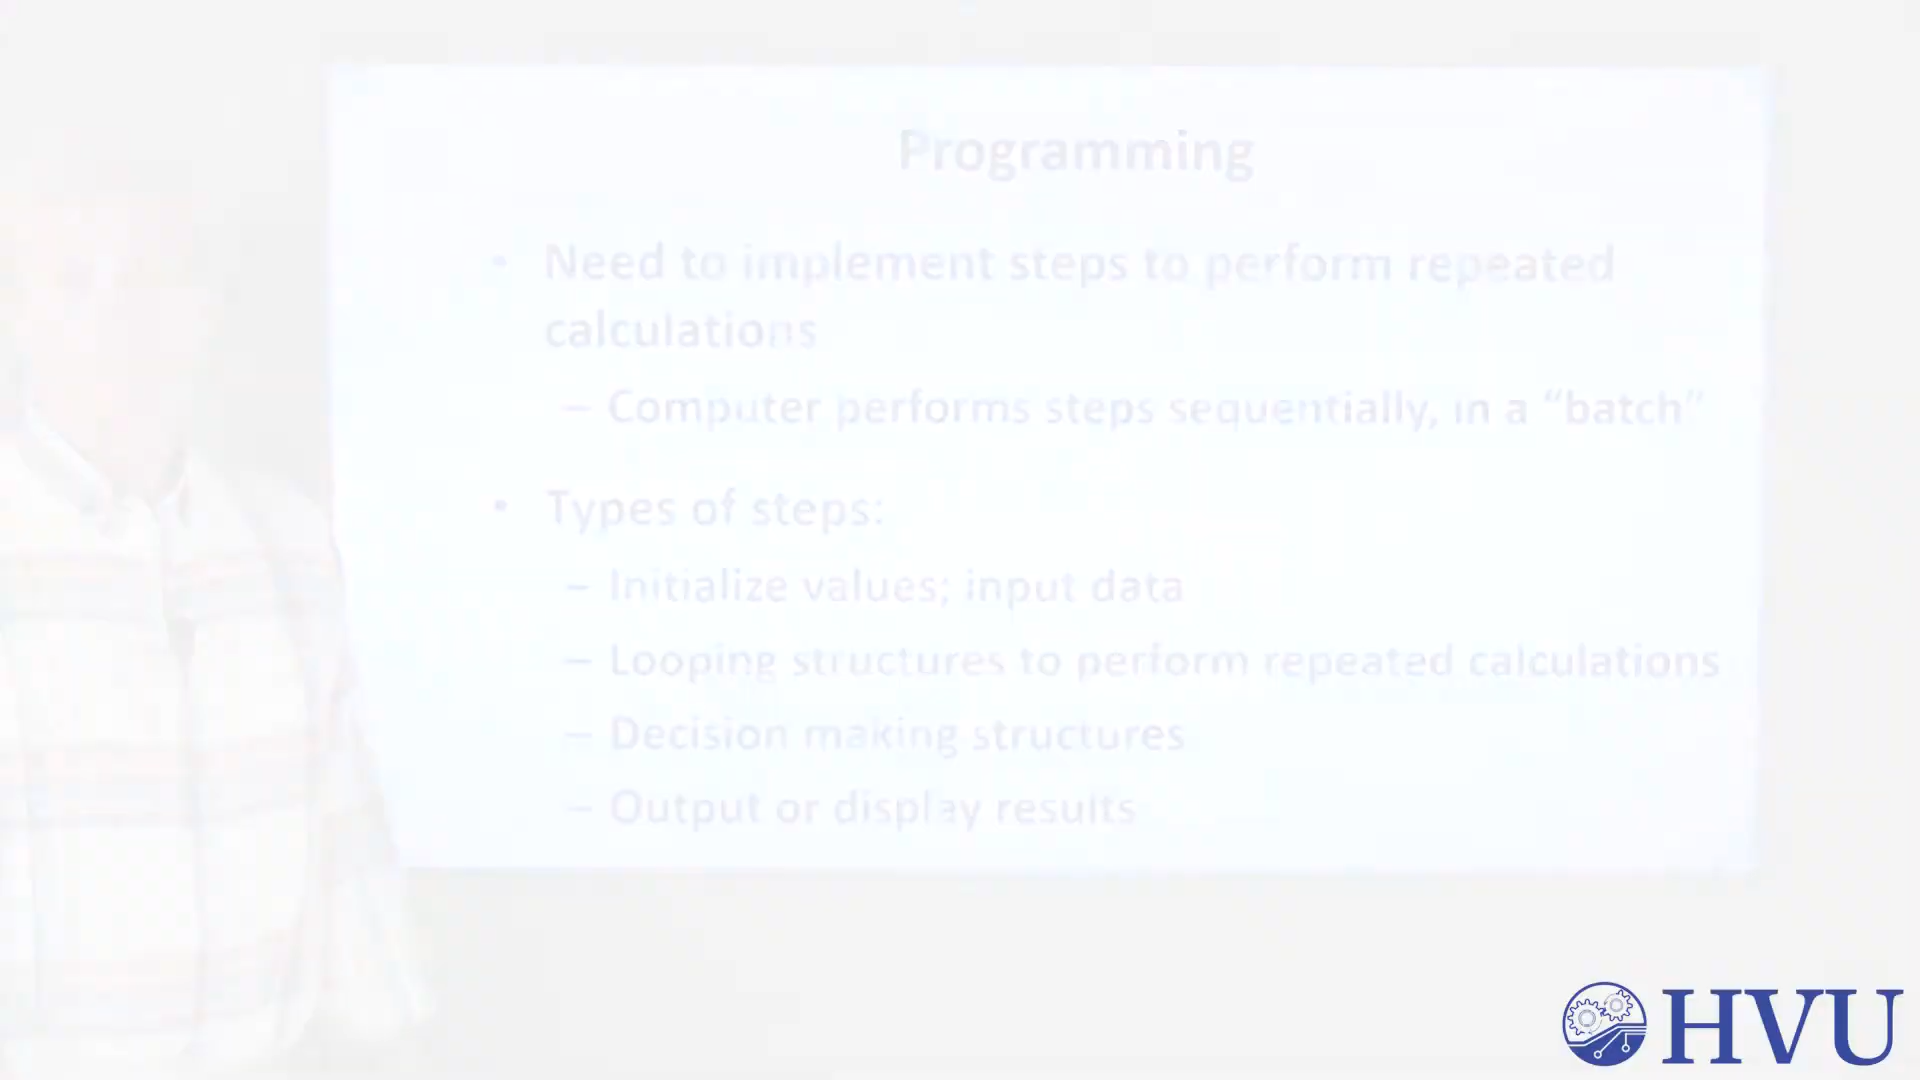 Programming
• Need to implement steps to perform repeated
calculations
– Computer performs steps sequentially, in a “batch”
• Types of steps:
– Initialize values; input data
– Looping structures to perform repeated calculations
– Decision making structures
– Output or display results
HVU